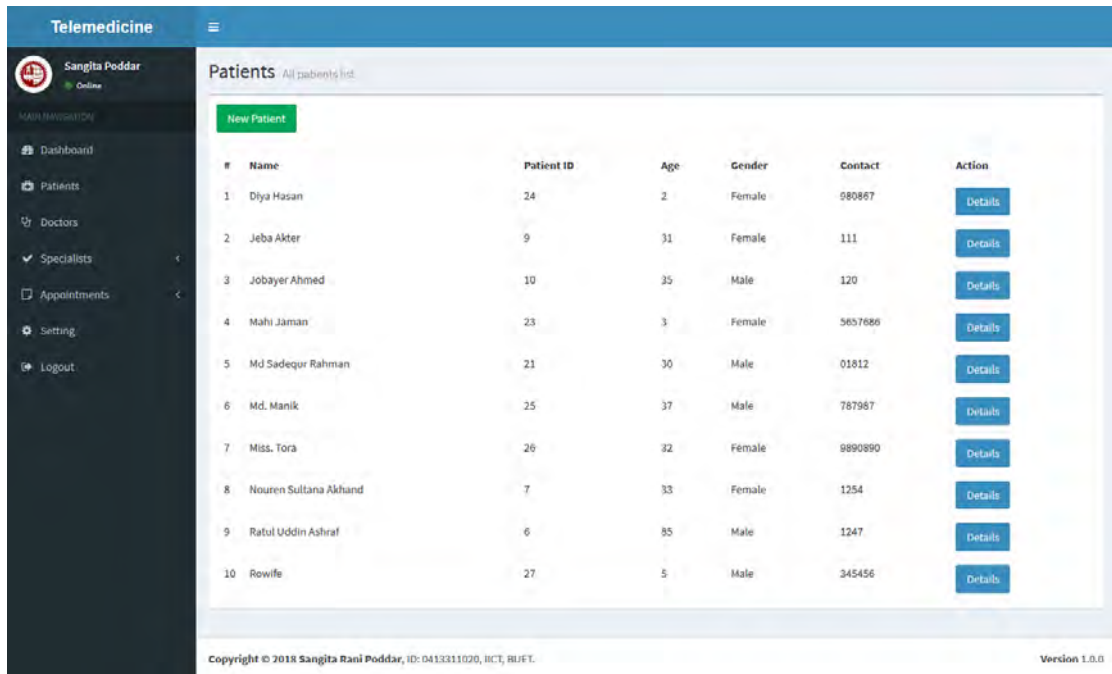 Telemedicine
Sangita Poddar
Online
MAIN NAVIGATION
Dashboard
Patients
Doctors
Specialists
Appointments
Setting
Logout
Patients All patients list
New Patient
# Name Patient ID Age Gender Contact Action
1 Diya Hasan 24 2 Female 980867 Details
2 Jeba Akter 9 31 Female 111 Details
3 Jobayer Ahmed 10 35 Male 120 Details
4 Mahi Jaman 23 3 Female 5657686 Details
5 Md Sadequr Rahman 21 30 Male 01812 Details
6 Md. Manik 25 37 Male 787987 Details
7 Miss. Tora 26 32 Female 9890890 Details
8 Nouren Sultana Akhand 7 33 Female 1254 Details
9 Ratul Uddin Ashraf 6 85 Male 1247 Details
10 Rowife 27 5 Male 345456 Details
Copyright © 2018 Sangita Rani Poddar, ID: 0413311020, IICT, BUET. Version 1.0.0